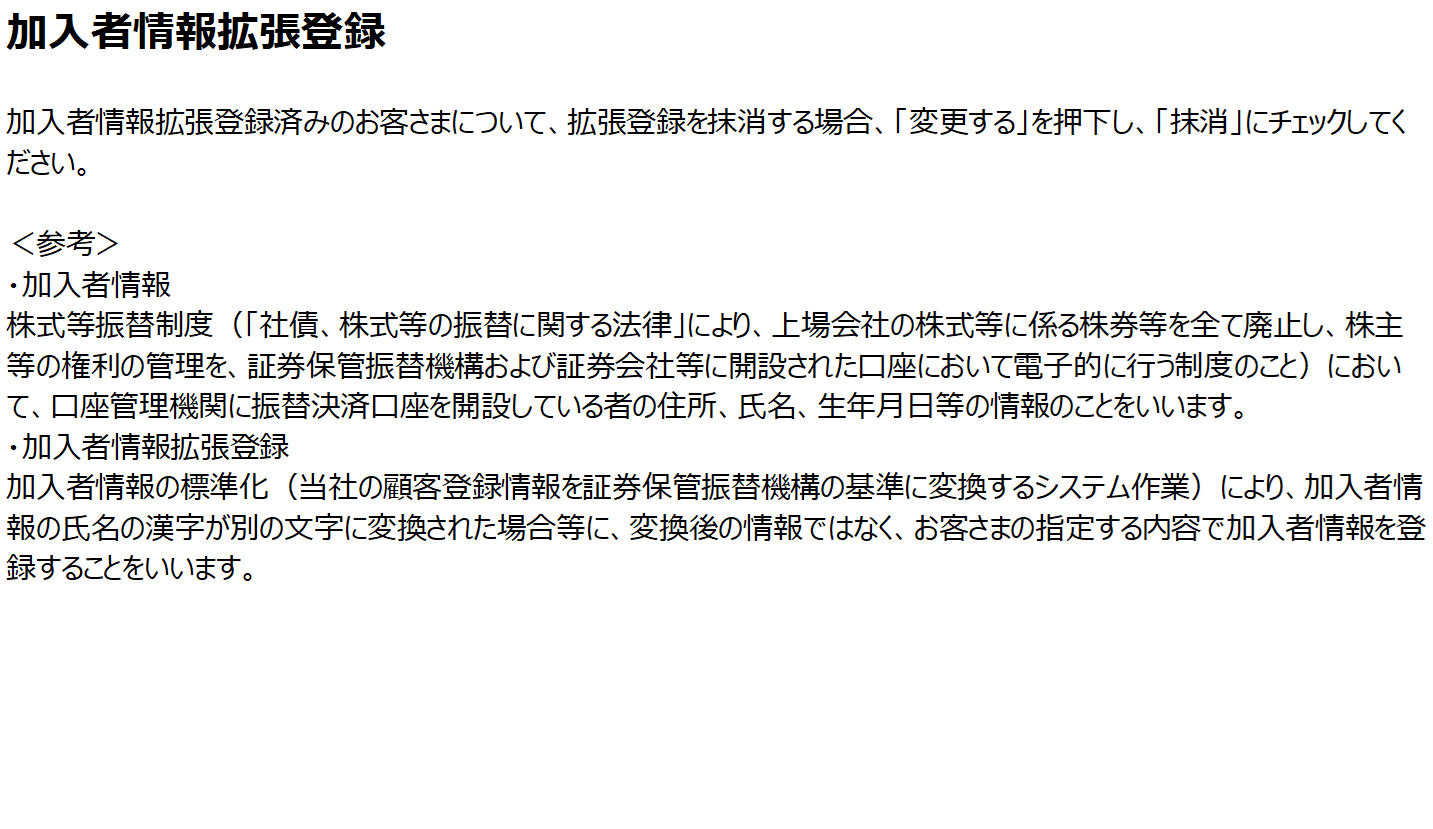 加入者情報拡張登録
加入者情報拡張登録済みのお客さまについて、拡張登録を抹消する場合、「変更する」を押下し、「抹消」にチェックしてく
ださい。
＜参考＞
・加入者情報
株式等振替制度（「社債、株式等の振替に関する法律」により、上場会社の株式等に係る株券等を全て廃止し、株主
等の権利の管理を、証券保管振替機構および証券会社等に開設された口座において電子的に行う制度のこと）におい
て、口座管理機関に振替決済口座を開設している者の住所、氏名、生年月日等の情報のことをいいます。
・加入者情報拡張登録
加入者情報の標準化（当社の顧客登録情報を証券保管振替機構の基準に変換するシステム作業）により、加入者情
報の氏名の漢字が別の文字に変換された場合等に、変換後の情報ではなく、お客さまの指定する内容で加入者情報を登
録することをいいます。